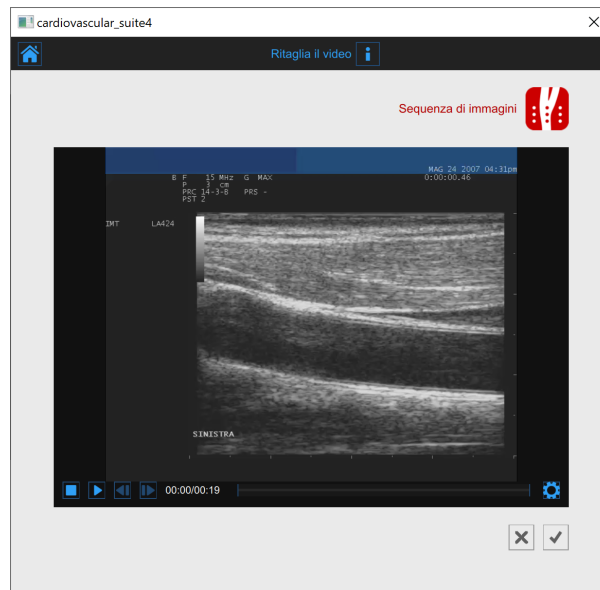 cardiovascular_suite4
Ritaglia il video
Sequenza di immagini
MAG 24 2007 04:31pm
B F 15 MHz G MAX 0:00:00.46
P 3 cm
PRC 14-3-B PRS -
PST 2
IMT LA424
SINISTRA
00:00/00:19